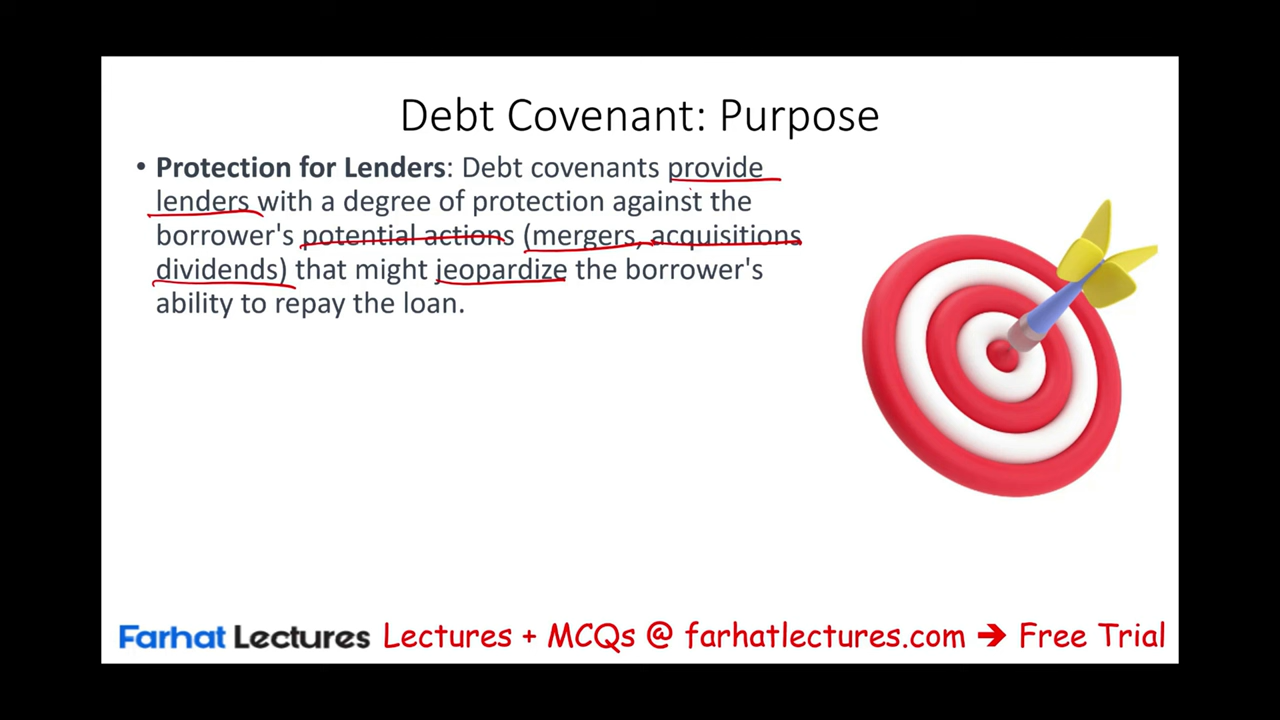 Debt Covenant: Purpose
• Protection for Lenders: Debt covenants provide
lenders with a degree of protection against the
borrower's potential actions (mergers, acquisitions
dividends) that might jeopardize the borrower's
ability to repay the loan.
Farhat Lectures Lectures + MCQs @ farhatlectures.com ➔ Free Trial